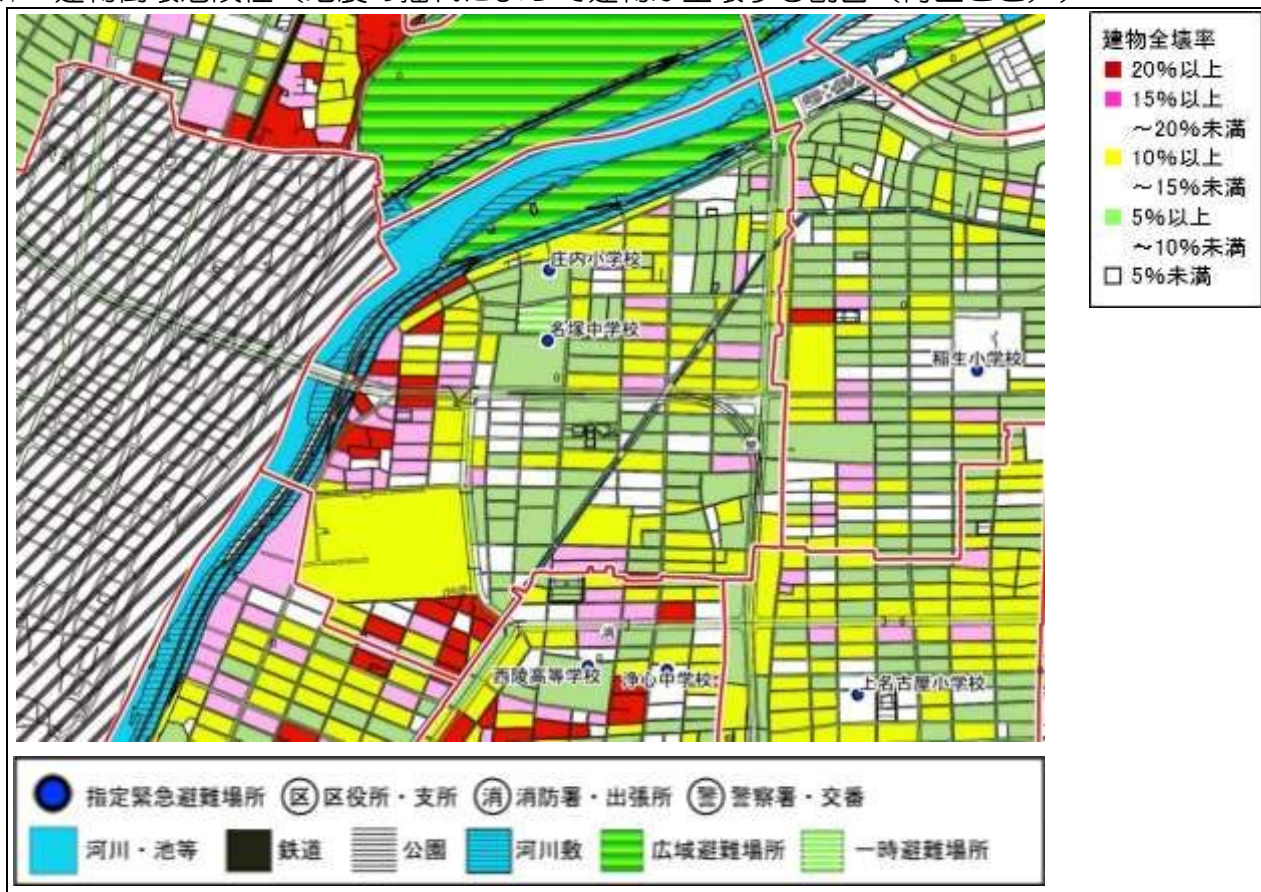 建物全壊率
20%以上
15%以上
～20%未満
10%以上
～15%未満
5%以上
～10%未満
5%未満
庄内小学校
名塚中学校
稲生小学校
警
消
西陵高等学校
浄心中学校
上名古屋小学校
指定緊急避難場所 区 区役所・支所 消 消防署・出張所 警 警察署・交番
河川・池等 鉄道 公園 河川敷 広域避難場所 一時避難場所